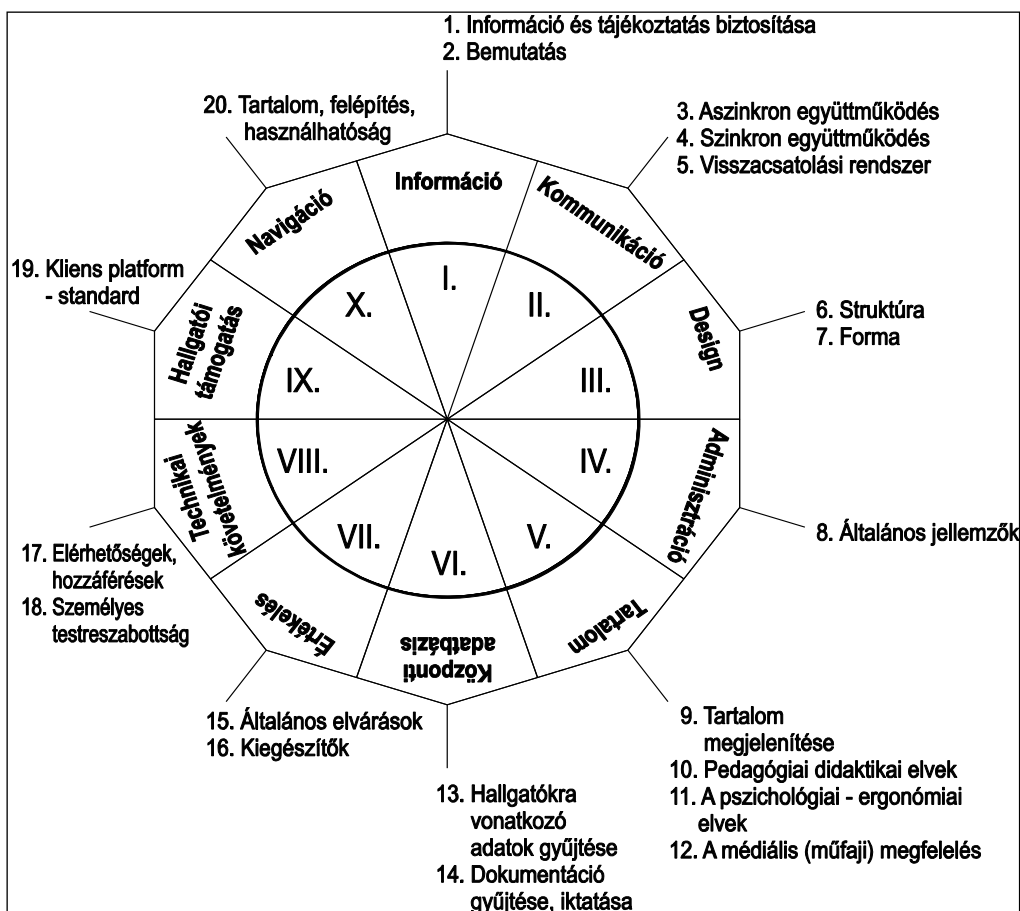 1. Információ és tájékoztatás biztosítása
2. Bemutatás
3. Aszinkron együttműködés
4. Szinkron együttműködés
5. Visszacsatolási rendszer
6. Struktúra
7. Forma
8. Általános jellemzők
9. Tartalom
megjelenítése
10. Pedagógiai didaktikai elvek
11. A pszichológiai - ergonómiai
elvek
12. A médiális (műfaji) megfelelés
13. Hallgatókra
vonatkozó
adatok gyűjtése
14. Dokumentáció
gyűjtése, iktatása
15. Általános elvárások
16. Kiegészítők
17. Elérhetőségek,
hozzáférések
18. Személyes
testreszabottság
19. Kliens platform
- standard
20. Tartalom, felépítés,
használhatóság
Információ
Kommunikáció
Design
Adminisztráció
Tartalom
Központi
adatbázis
Értékelés
Technikai
követelmények
Hallgatói
támogatás
Navigáció
I.
II.
III.
IV.
V.
VI.
VII.
VIII.
IX.
X.